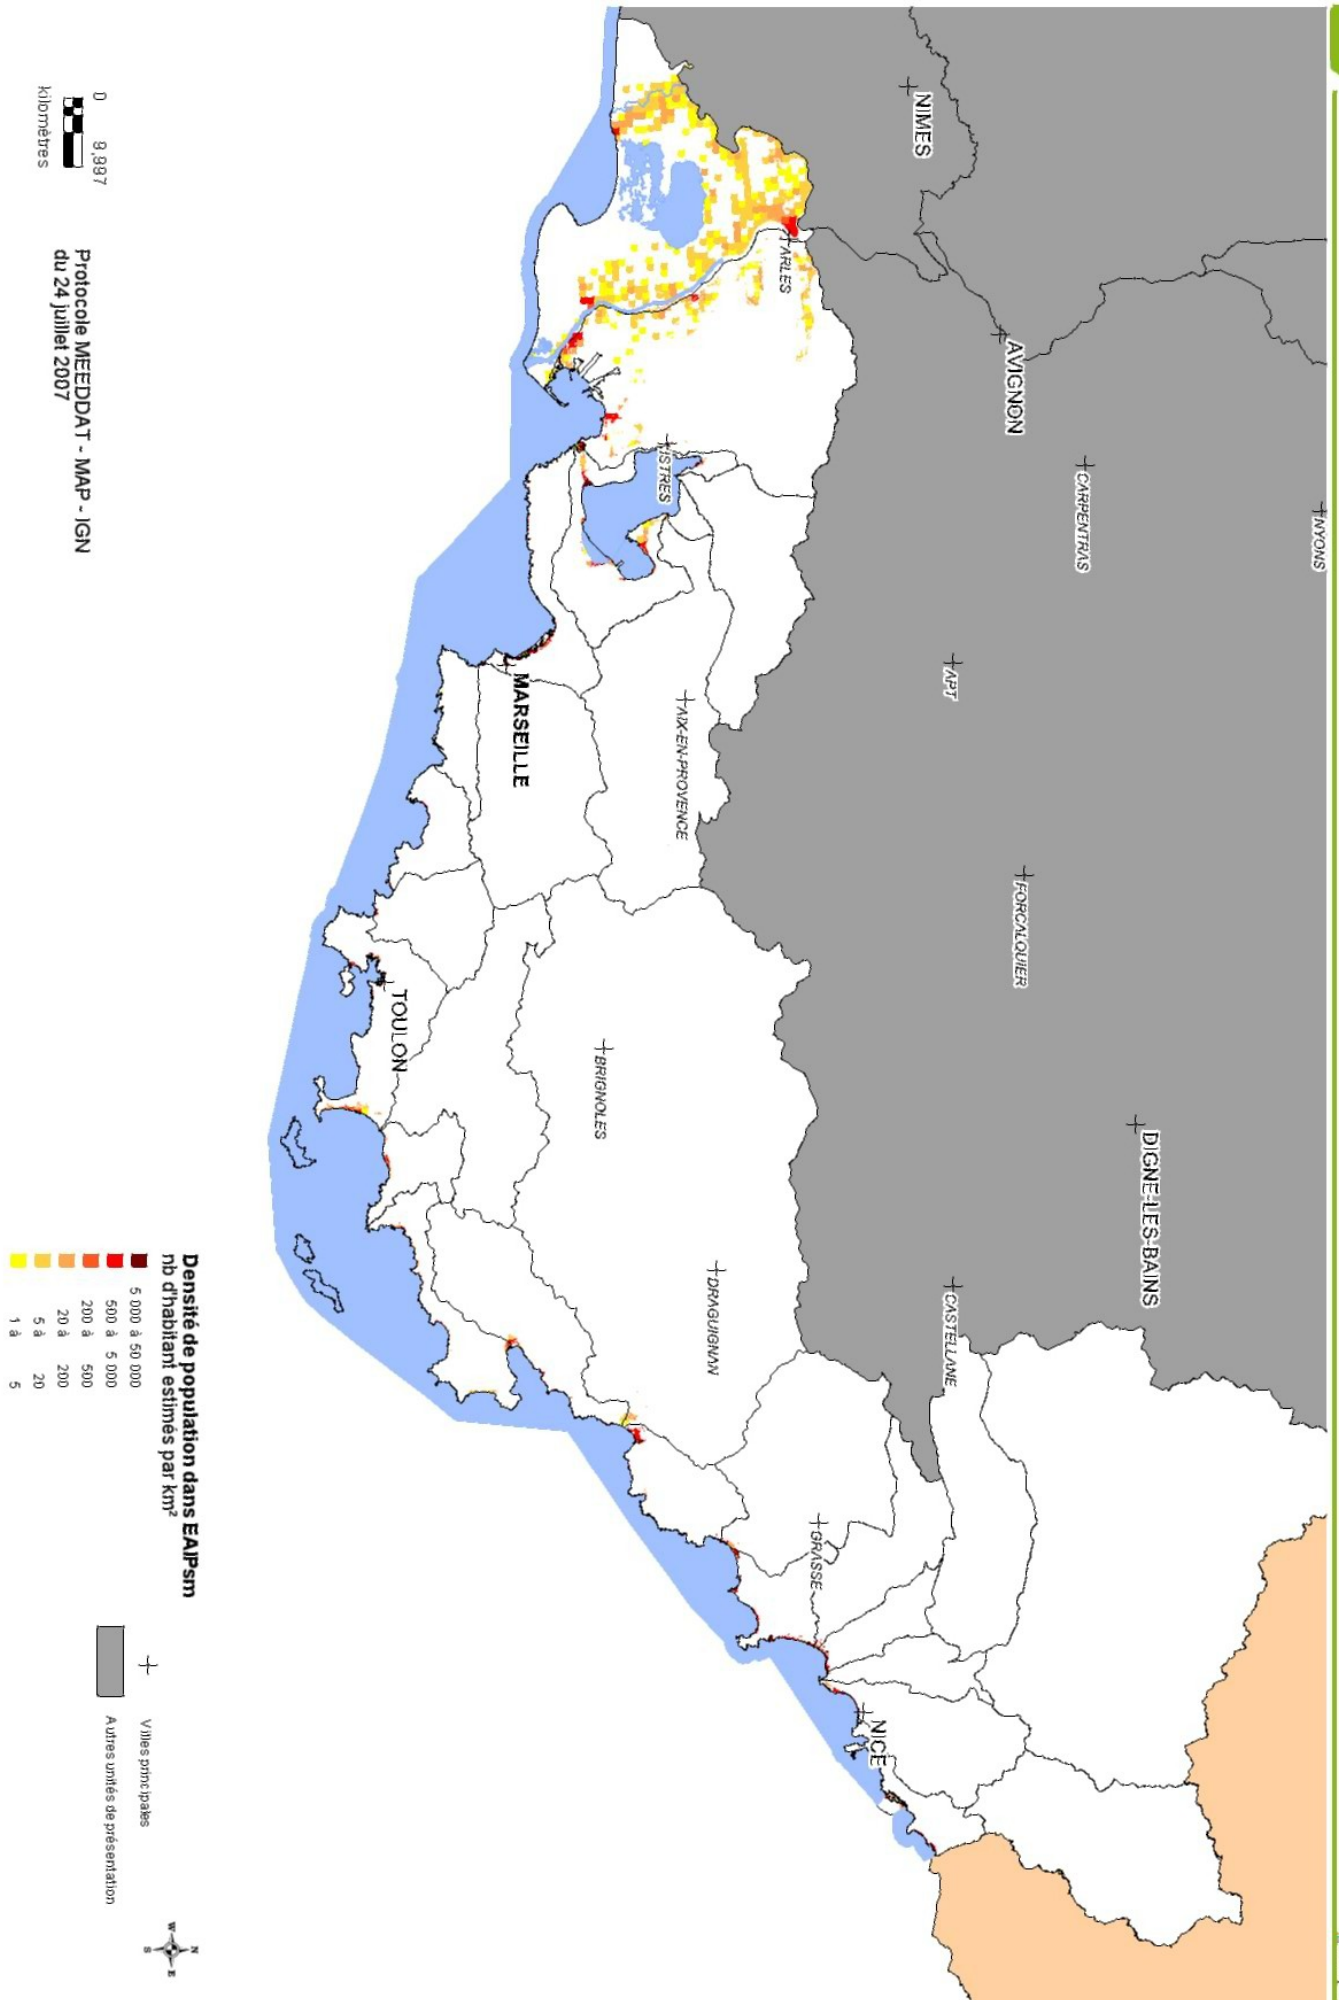 NYONS
CARPENTRAS
NIMES
AVIGNON
APT
FORCALQUIER
DIGNE-LES-BAINS
CASTELLANE
ARLES
ISTRES
AIX-EN-PROVENCE
MARSEILLE
BRIGNOLES
DRAGUIGNAN
GRASSE
NICE
TOULON
0 9,997
kilomètres
Protocole MEEDDAT - MAP - IGN
du 24 juillet 2007
Densité de population dans EAIPsm
nb d'habitant estimés par km²
5 000 à 50 000
500 à 5 000
200 à 500
20 à 200
5 à 20
1 à 5
Villes principales
Autres unités de présentation
N
W E
S